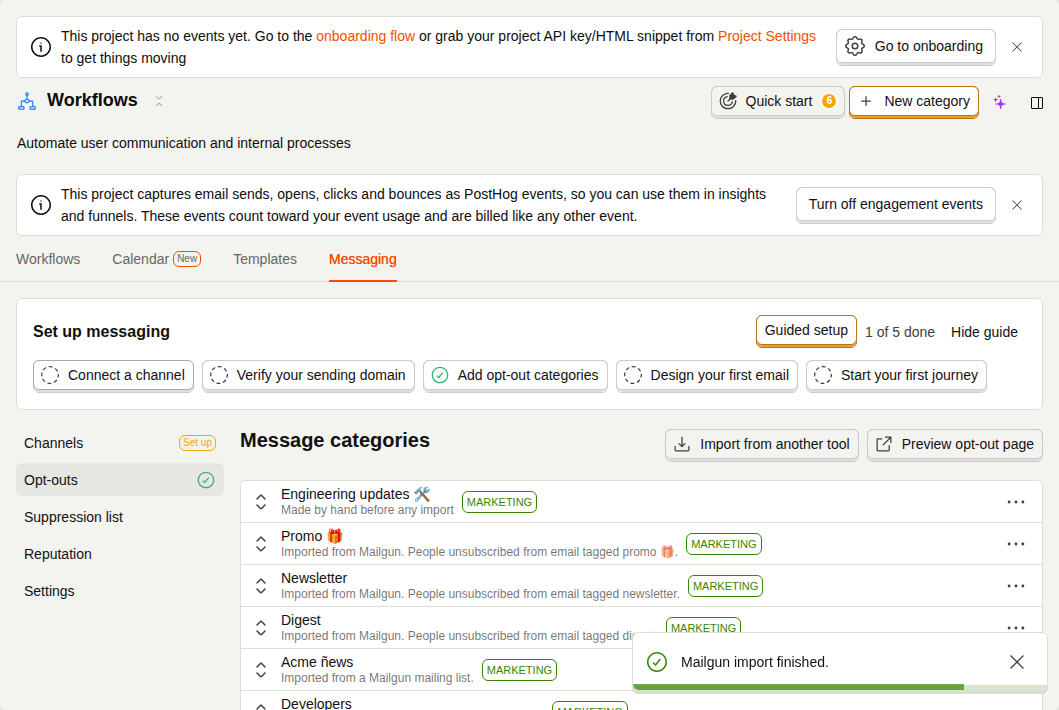 This project has no events yet. Go to the onboarding flow or grab your project API key/HTML snippet from Project Settings
to get things moving
Go to onboarding
Workflows
Quick start 6
New category
Automate user communication and internal processes
This project captures email sends, opens, clicks and bounces as PostHog events, so you can use them in insights
and funnels. These events count toward your event usage and are billed like any other event.
Turn off engagement events
Workflows
Calendar New
Templates
Messaging
Set up messaging
Guided setup
1 of 5 done
Hide guide
Connect a channel
Verify your sending domain
Add opt-out categories
Design your first email
Start your first journey
Channels
Set up
Opt-outs
Suppression list
Reputation
Settings
Message categories
Import from another tool
Preview opt-out page
Engineering updates 🛠️
Made by hand before any import
MARKETING
Promo 🎁
Imported from Mailgun. People unsubscribed from email tagged promo 🎁.
MARKETING
Newsletter
Imported from Mailgun. People unsubscribed from email tagged newsletter.
MARKETING
Digest
Imported from Mailgun. People unsubscribed from email tagged
MARKETING
Acme ñews
Imported from a Mailgun mailing list.
MARKETING
Developers
MARKETING
Mailgun import finished.